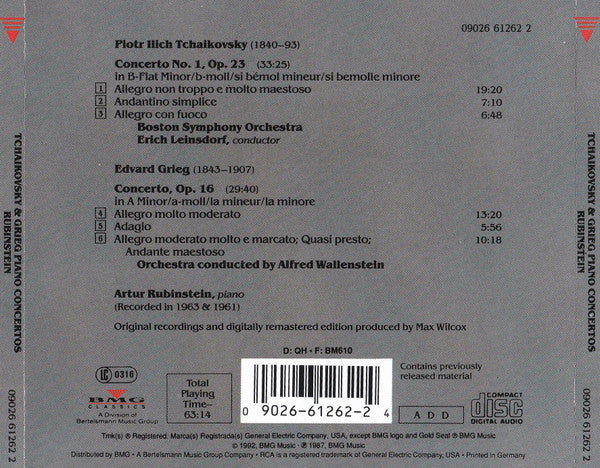 09026 61262 2
Piotr Ilich Tchaikovsky (1840–93)
Concerto No. 1, Op. 23 (33:25)
in B-Flat Minor/b-moll/si bémol mineur/si bemolle minore
1 Allegro non troppo e molto maestoso 19:20
2 Andantino simplice 7:10
3 Allegro con fuoco 6:48
Boston Symphony Orchestra
Erich Leinsdorf, conductor
Edvard Grieg (1843–1907)
Concerto, Op. 16 (29:40)
in A Minor/a-moll/la mineur/la minore
4 Allegro molto moderato 13:20
5 Adagio 5:56
6 Allegro moderato molto e marcato; Quasi presto; 10:18
Andante maestoso
Orchestra conducted by Alfred Wallenstein
Artur Rubinstein, piano
(Recorded in 1963 & 1961)
Original recordings and digitally remastered edition produced by Max Wilcox
D: QH • F: BM610
LC 0316
BMG
CLASSICS
A Division of
Bertelsmann Music Group
Total
Playing
Time–
63:14
0 9026-61262-2 4
Contains previously
released material
A D D
COMPACT
disc
DIGITAL AUDIO
Tmk(s) ® Registered. Marca(s) Registrada(s) General Electric Company, USA, except BMG logo and Gold Seal ® BMG Music
© 1992, BMG Music • ℗ 1987, BMG Music
Distributed by BMG • A Bertelsmann Music Group Company • RCA is a registered trademark of General Electric Company, USA • Printed in Germany
TCHAIKOVSKY & GRIEG PIANO CONCERTOS
RUBINSTEIN
09026 61262 2
TCHAIKOVSKY & GRIEG PIANO CONCERTOS
RUBINSTEIN
09026 61262 2